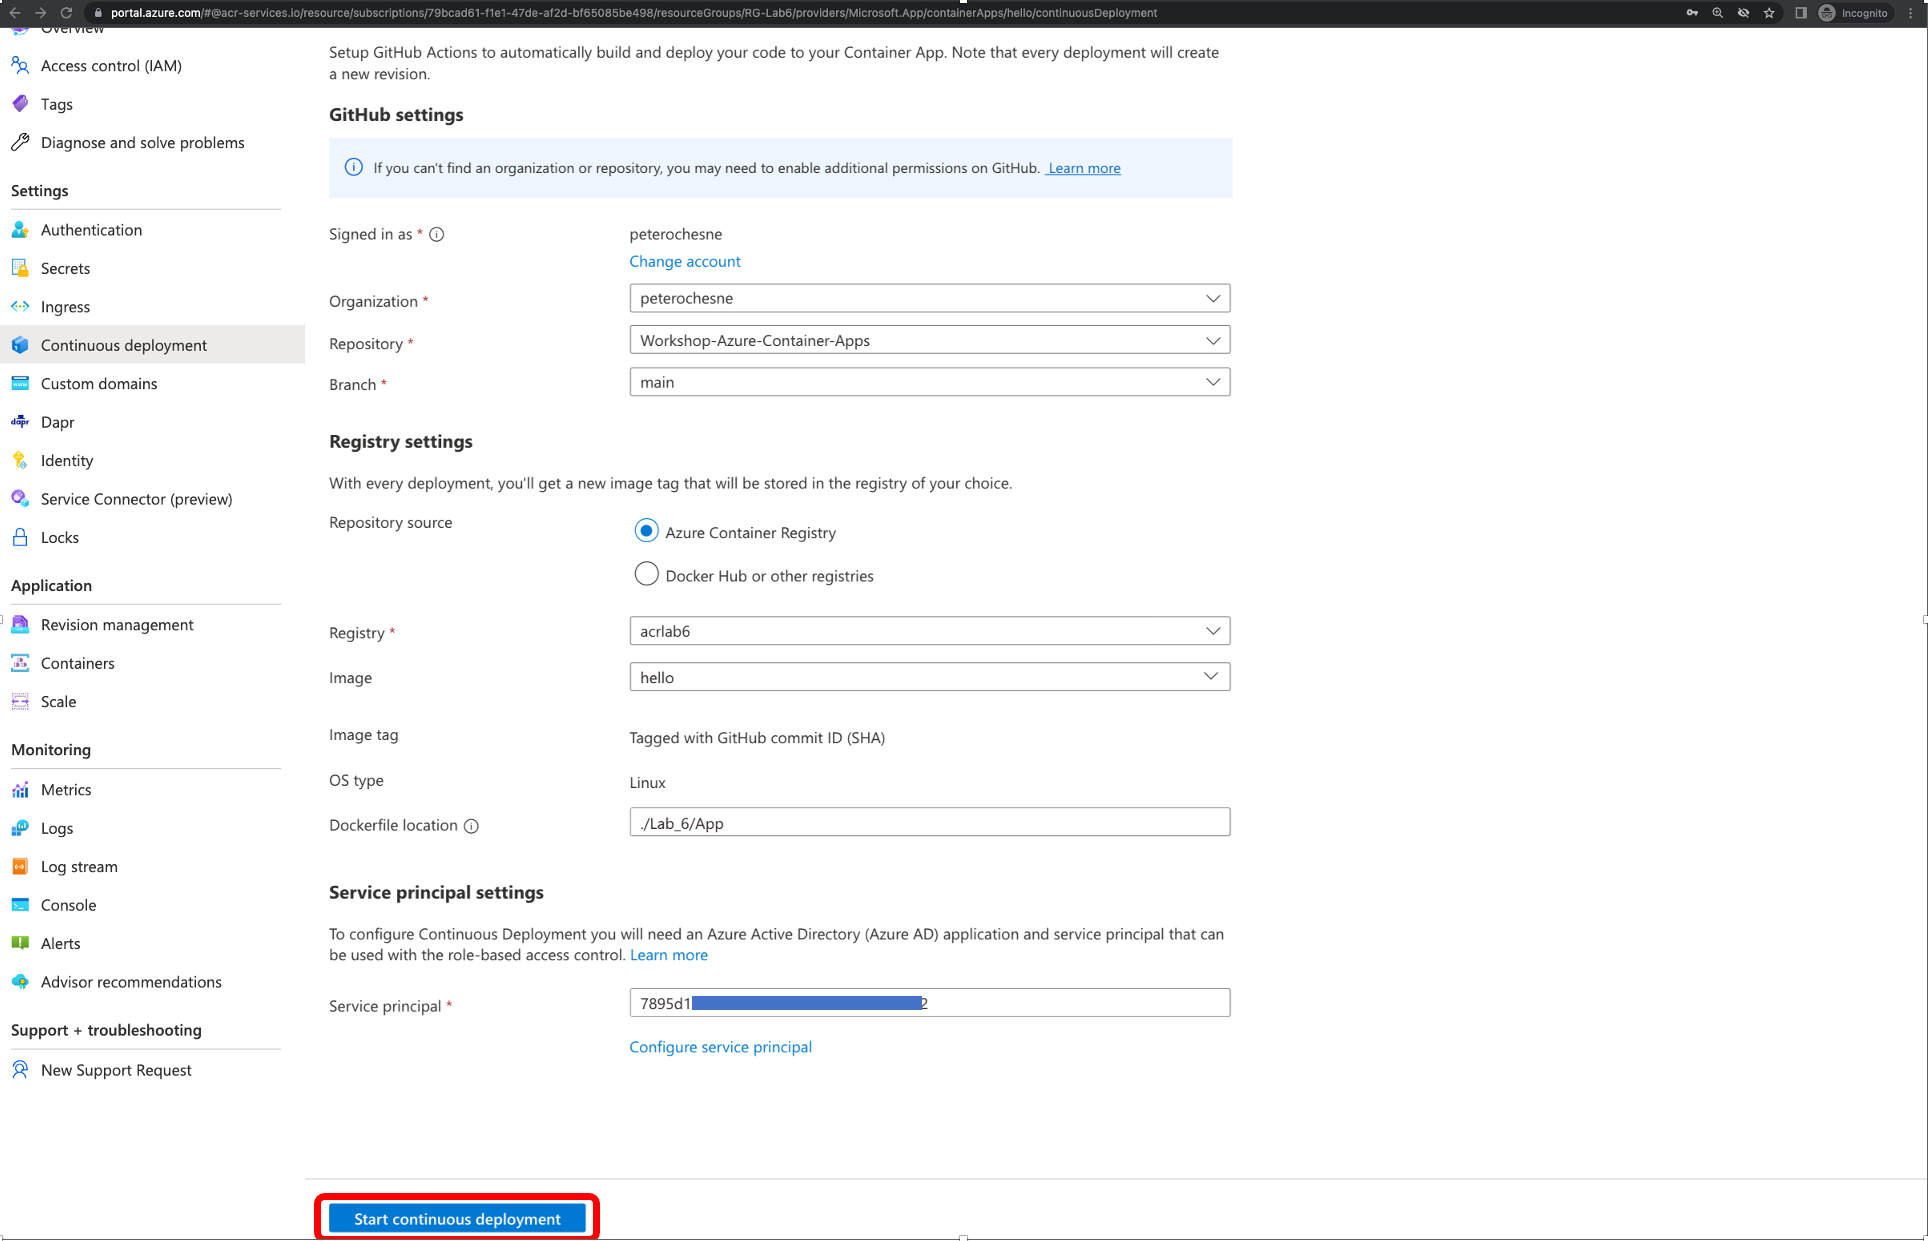 portal.azure.com/#@acr-services.io/resource/subscriptions/79bcad61-f1e1-47de-af2d-bf65085be498/resourceGroups/RG-Lab6/providers/Microsoft.App/containerApps/hello/continuousDeployment
Incognito
Overview
Access control (IAM)
Tags
Diagnose and solve problems
Settings
Authentication
Secrets
Ingress
Continuous deployment
Custom domains
dapr
Dapr
Identity
Service Connector (preview)
Locks
Application
Revision management
Containers
Scale
Monitoring
Metrics
Logs
Log stream
Console
Alerts
Advisor recommendations
Support + troubleshooting
New Support Request
Setup GitHub Actions to automatically build and deploy your code to your Container App. Note that every deployment will create
a new revision.
GitHub settings
If you can't find an organization or repository, you may need to enable additional permissions on GitHub. Learn more
Signed in as *
peterochesne
Change account
Organization *
peterochesne
Repository *
Workshop-Azure-Container-Apps
Branch *
main
Registry settings
With every deployment, you'll get a new image tag that will be stored in the registry of your choice.
Repository source
Azure Container Registry
Docker Hub or other registries
Registry *
acrlab6
Image
hello
Image tag
Tagged with GitHub commit ID (SHA)
OS type
Linux
Dockerfile location
./Lab_6/App
Service principal settings
To configure Continuous Deployment you will need an Azure Active Directory (Azure AD) application and service principal that can
be used with the role-based access control. Learn more
Service principal *
7895d1 2
Configure service principal
Start continuous deployment